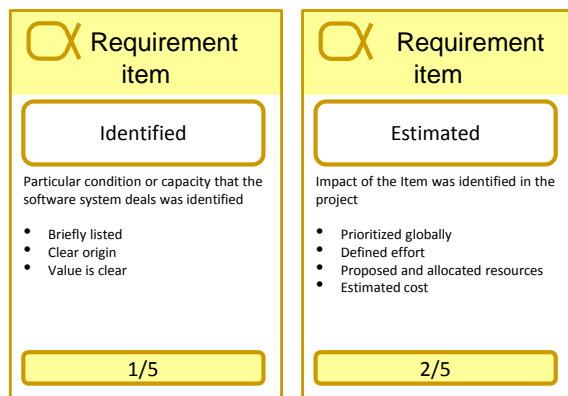 Requirement
item
Identified
Particular condition or capacity that the
software system deals was identified
• Briefly listed
• Clear origin
• Value is clear
1/5
Requirement
item
Estimated
Impact of the Item was identified in the
project
• Prioritized globally
• Defined effort
• Proposed and allocated resources
• Estimated cost
2/5